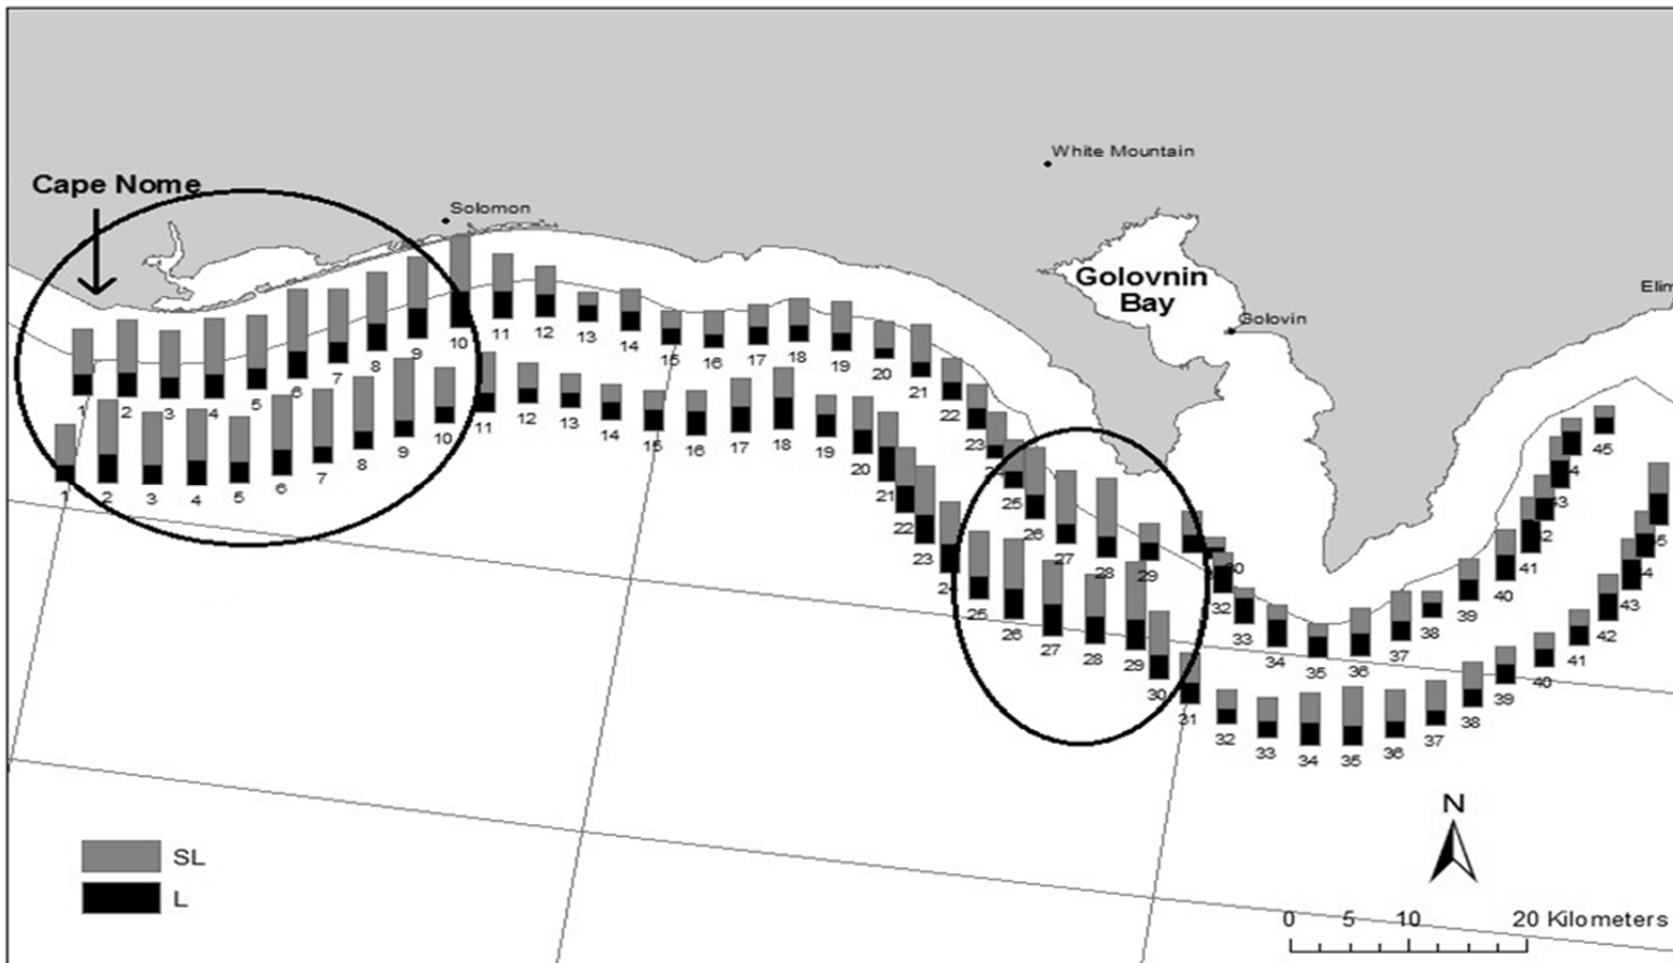 White Mountain
Cape Nome
Solomon
Golovnin
Bay
Elim
Golovin
1 2 3 4 5 6 7 8 9 10 11 12 13 14 15 16 17 18 19 20 21 22 23 25 26 27 28 29 30 32 33 34 35 36 37 38 39 40 41 45
1 2 3 4 5 6 7 8 9 10 11 12 13 14 15 16 17 18 19 20 21 22 23 24 25 26 27 28 29 30 31 32 33 34 35 36 37 38 39 40 41 42 43
N
SL
L
0 5 10 20 Kilometers